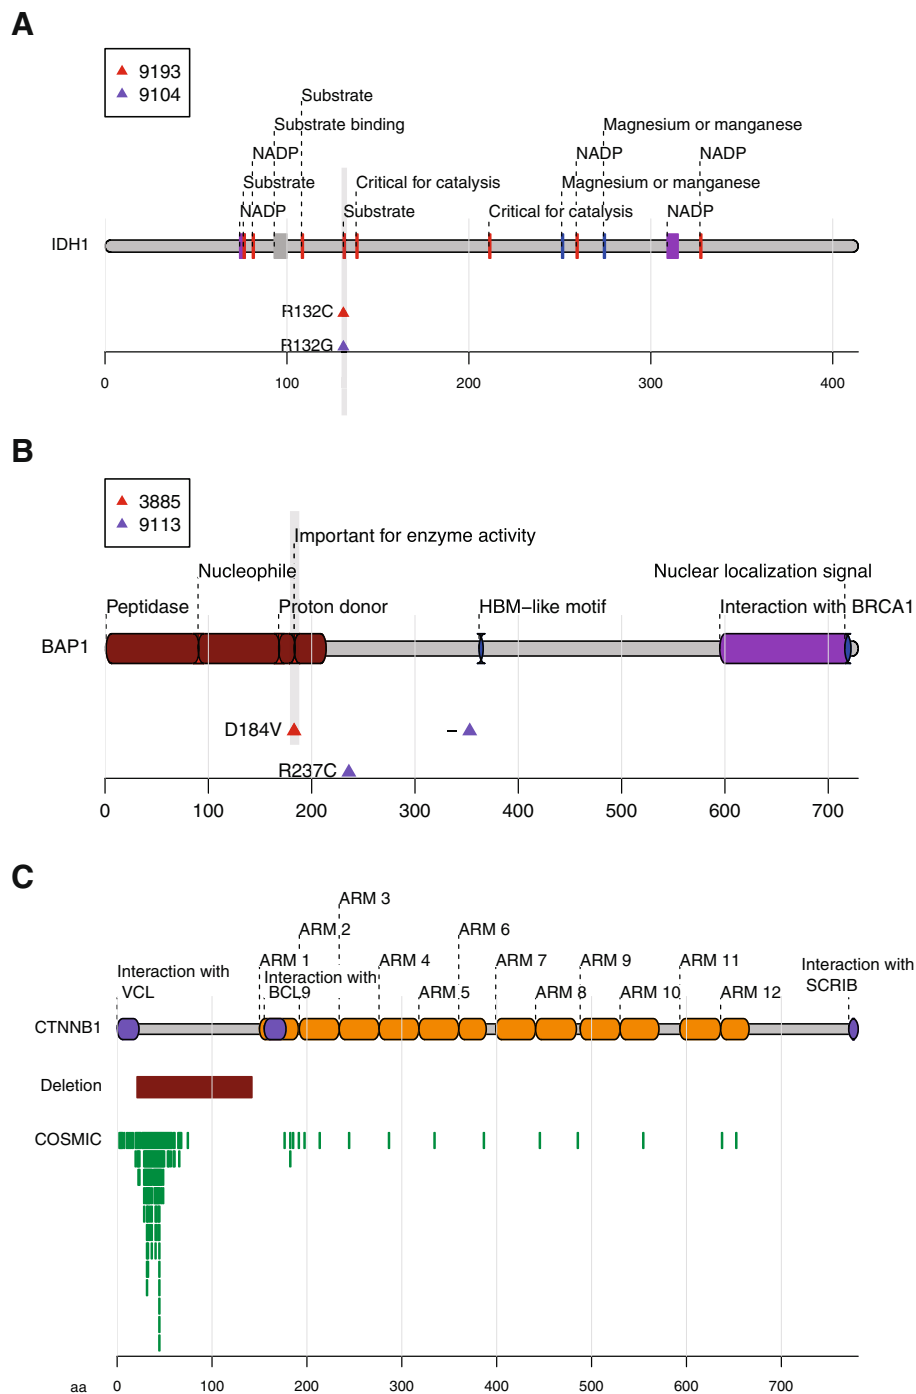 A
9193
9104
Substrate
Substrate binding
Magnesium or manganese
NADP
NADP
NADP
Substrate
Critical for catalysis
Magnesium or manganese
NADP
Substrate
Critical for catalysis
NADP
IDH1
R132C
R132G
0
100
200
300
400
B
3885
9113
Important for enzyme activity
Nucleophile
Nuclear localization signal
Peptidase
Proton donor
HBM–like motif
Interaction with BRCA1
BAP1
D184V
–
R237C
0
100
200
300
400
500
600
700
C
ARM 3
ARM 2
ARM 6
ARM 1
ARM 4
ARM 7
ARM 9
ARM 11
Interaction with
VCL
Interaction with
BCL9
ARM 5
ARM 8
ARM 10
ARM 12
Interaction with
SCRIB
CTNNB1
Deletion
COSMIC
aa
0
100
200
300
400
500
600
700